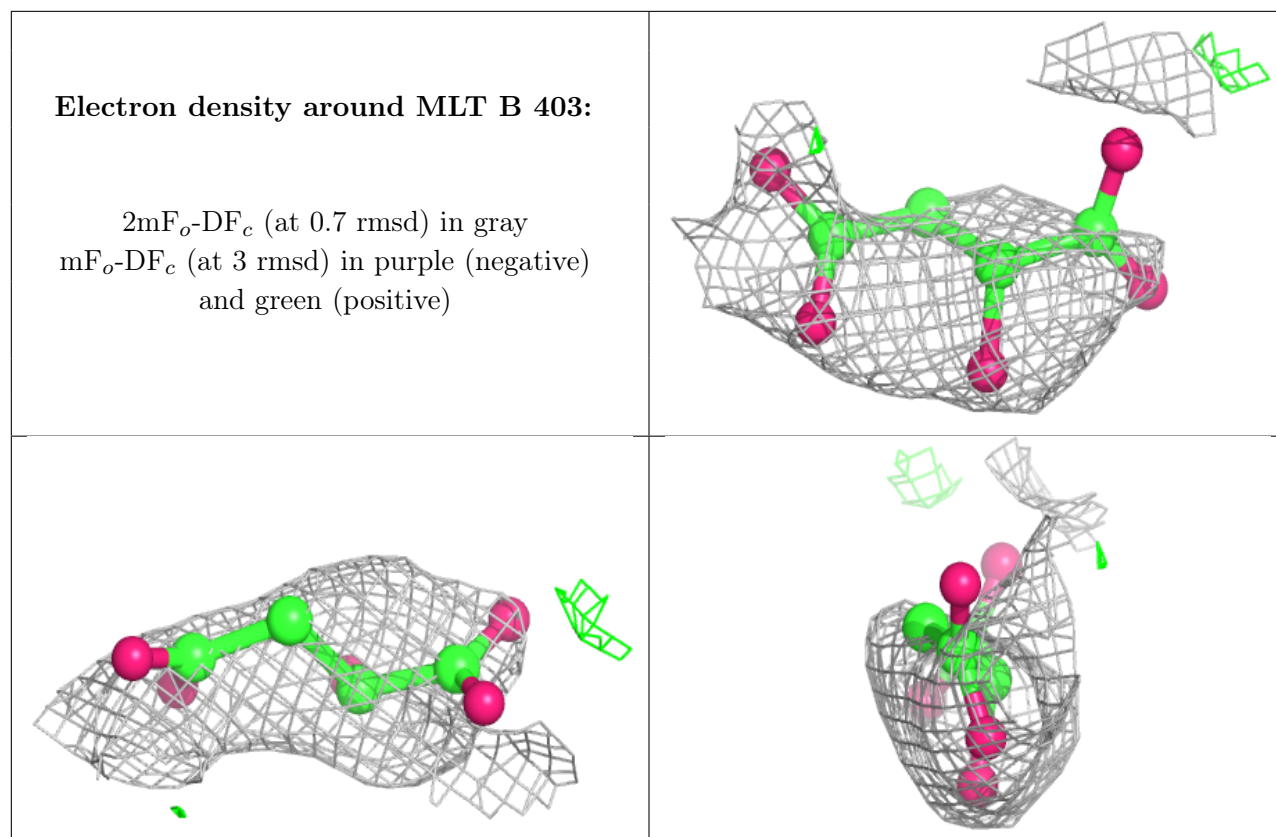 Electron density around MLT B 403:
2mFo-DFc (at 0.7 rmsd) in gray
mFo-DFc (at 3 rmsd) in purple (negative)
and green (positive)